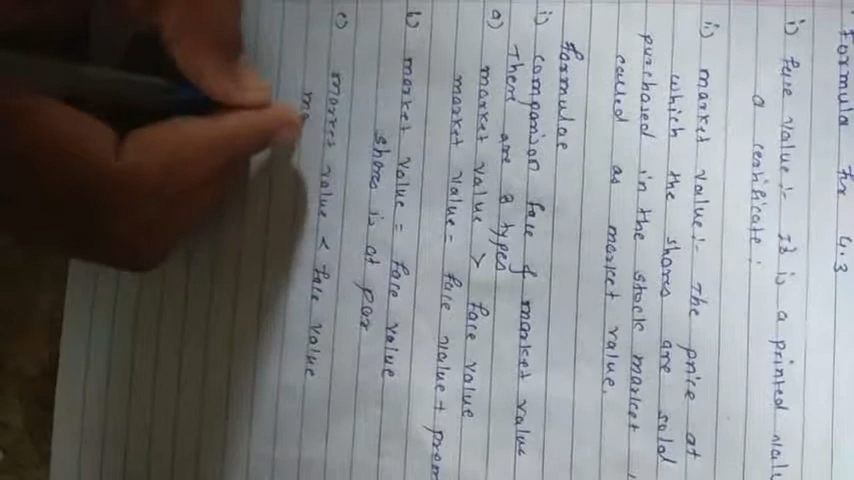 Formula for 4.3
i) face value:- It is a printed valu
a certificate:
ii) market value:- The price at
which the shares are sold
purchased in the stock market,
called as market value.
Formulae
i) comparison face & market value
There are 3 types
a) market value > face value
market value = face value + prem
b) market value = face value
shares is at par
c) market value < face value
ma